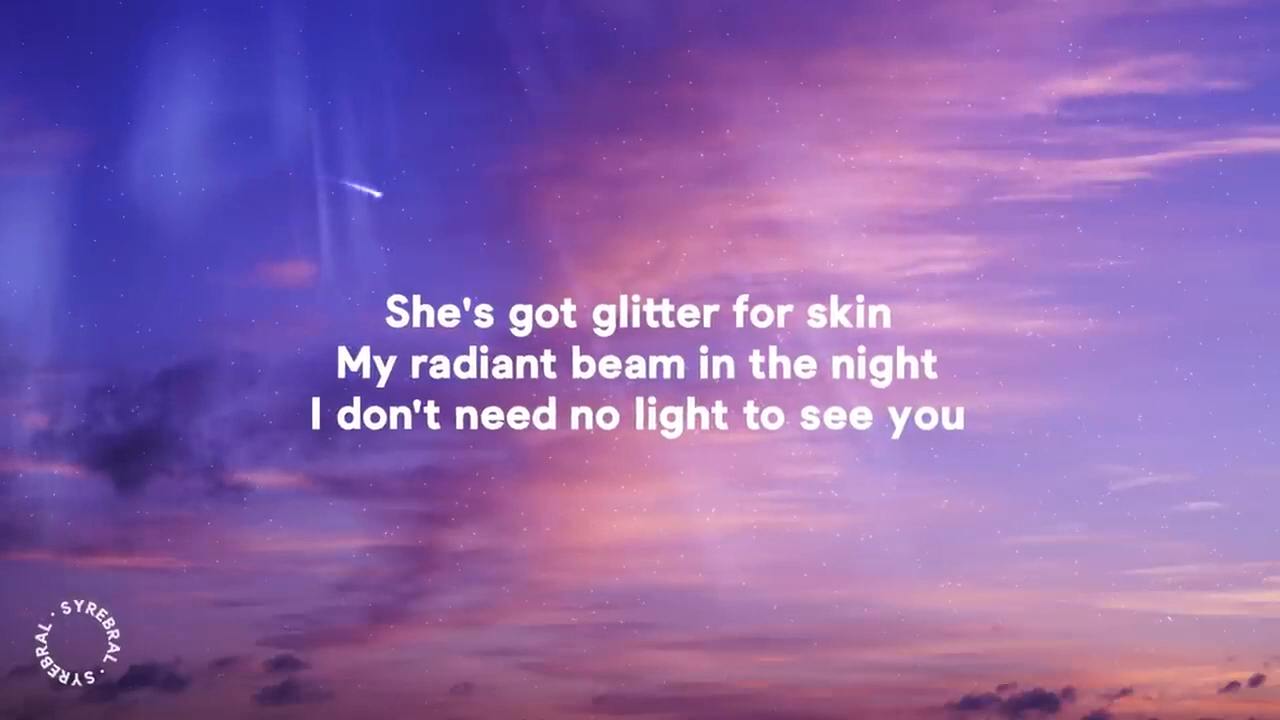 She's got glitter for skin
My radiant beam in the night
I don't need no light to see you
SYREBRAL · SYREBRAL ·